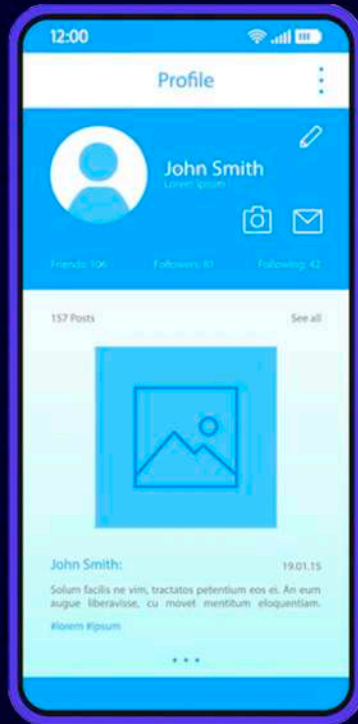 12:00
Profile
John Smith
Lorem Ipsum
Friends: 106 Followers: 81 Following: 42
157 Posts See all
John Smith: 19.01.15
Solum facilis ne vim, tractatos petentium eos ei. An eum
augue liberavisse, cu movet mentitum eloquentiam.
#lorem #ipsum